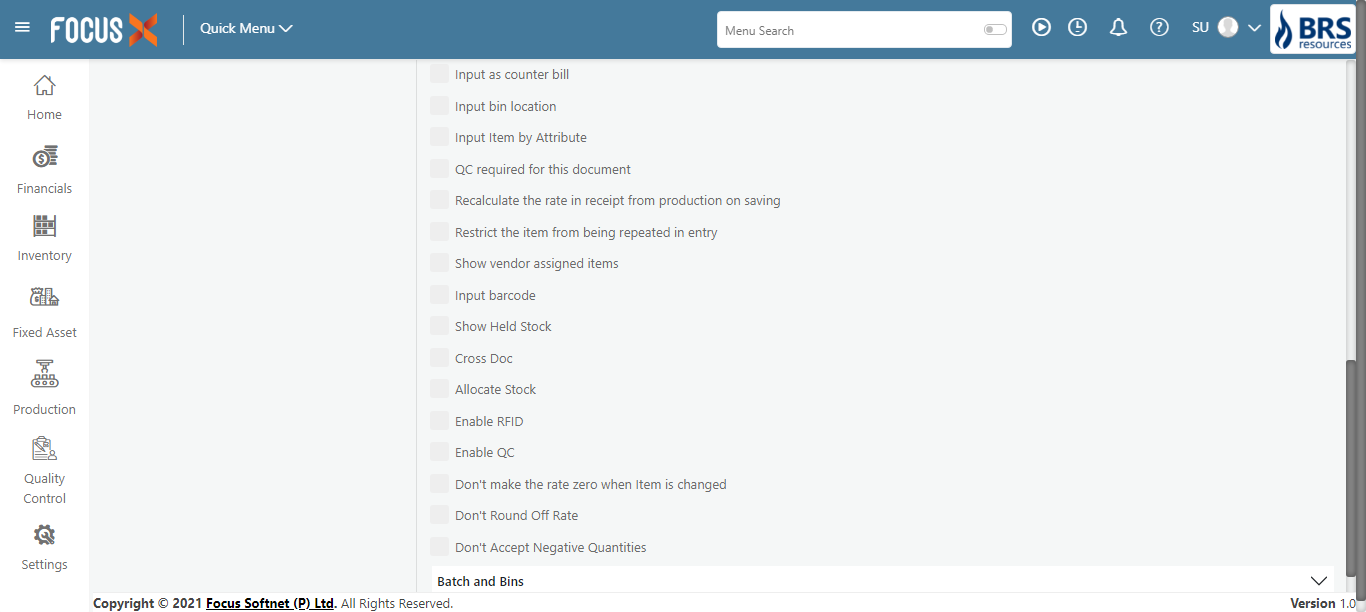 FOCUS X
Quick Menu
Menu Search
SU
BRS
resources
Home
Financials
Inventory
Fixed Asset
Production
Quality
Control
Settings
Input as counter bill
Input bin location
Input Item by Attribute
QC required for this document
Recalculate the rate in receipt from production on saving
Restrict the item from being repeated in entry
Show vendor assigned items
Input barcode
Show Held Stock
Cross Doc
Allocate Stock
Enable RFID
Enable QC
Don't make the rate zero when Item is changed
Don't Round Off Rate
Don't Accept Negative Quantities
Batch and Bins
Copyright © 2021 Focus Softnet (P) Ltd. All Rights Reserved.
Version 1.0